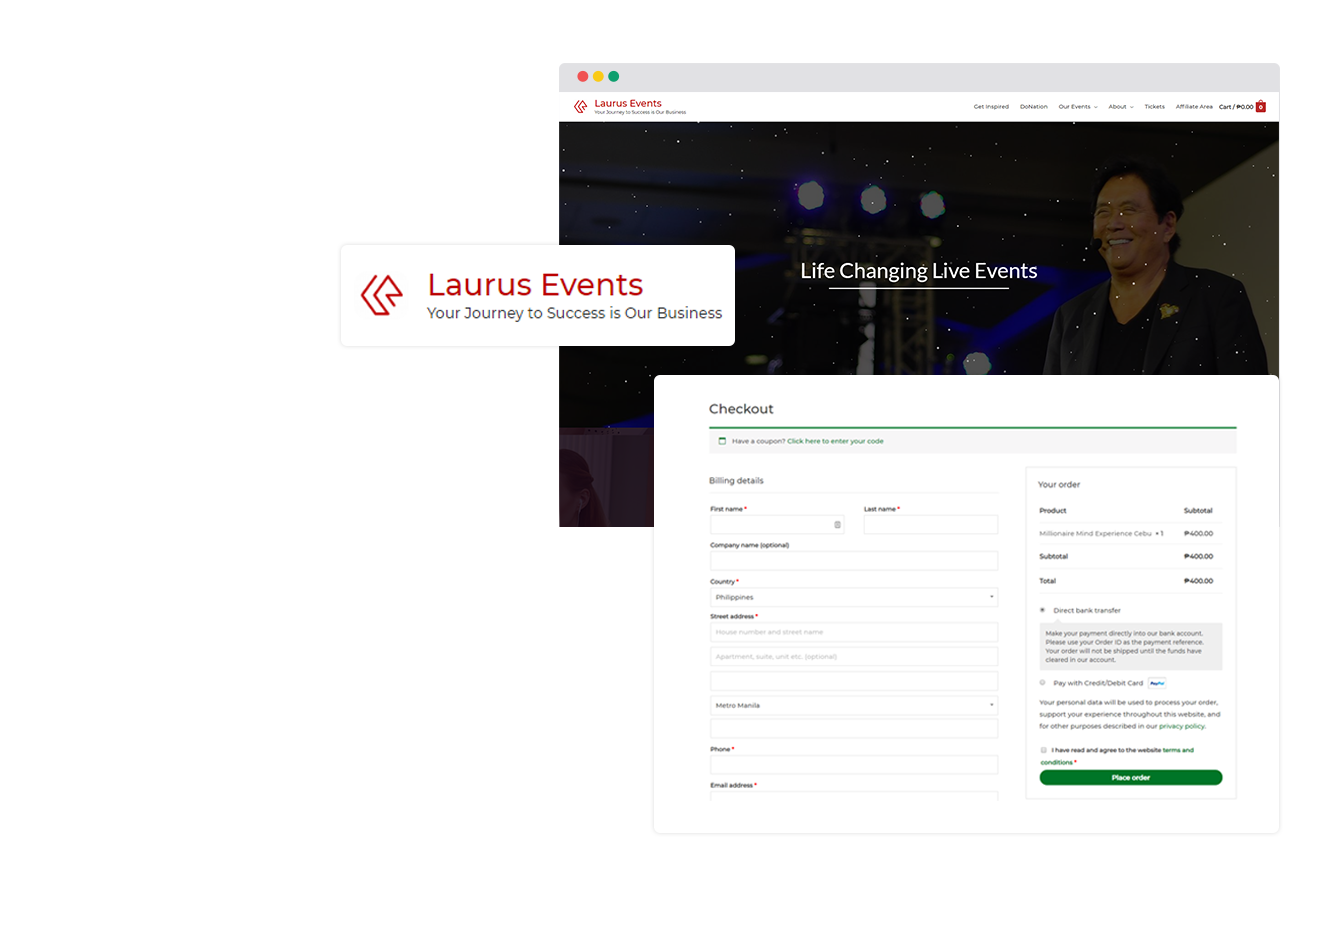 Laurus Events
Your Journey to Success is Our Business
Get Inspired DoNation Our Events About Tickets Affiliate Area Cart / ₱0.00 0
Life Changing Live Events
Laurus Events
Your Journey to Success is Our Business
Checkout
Have a coupon? Click here to enter your code
Billing details
First name *
Last name *
Company name (optional)
Country *
Philippines
Street address *
House number and street name
Apartment, suite, unit etc. (optional)
Metro Manila
Phone *
Email address *
Your order
Product Subtotal
Millionaire Mind Experience Cebu × 1 ₱400.00
Subtotal ₱400.00
Total ₱400.00
Direct bank transfer
Make your payment directly into our bank account.
Please use your Order ID as the payment reference.
Your order will not be shipped until the funds have
cleared in our account.
Pay with Credit/Debit Card PayPal
Your personal data will be used to process your order,
support your experience throughout this website, and
for other purposes described in our privacy policy.
I have read and agree to the website terms and
conditions *
Place order